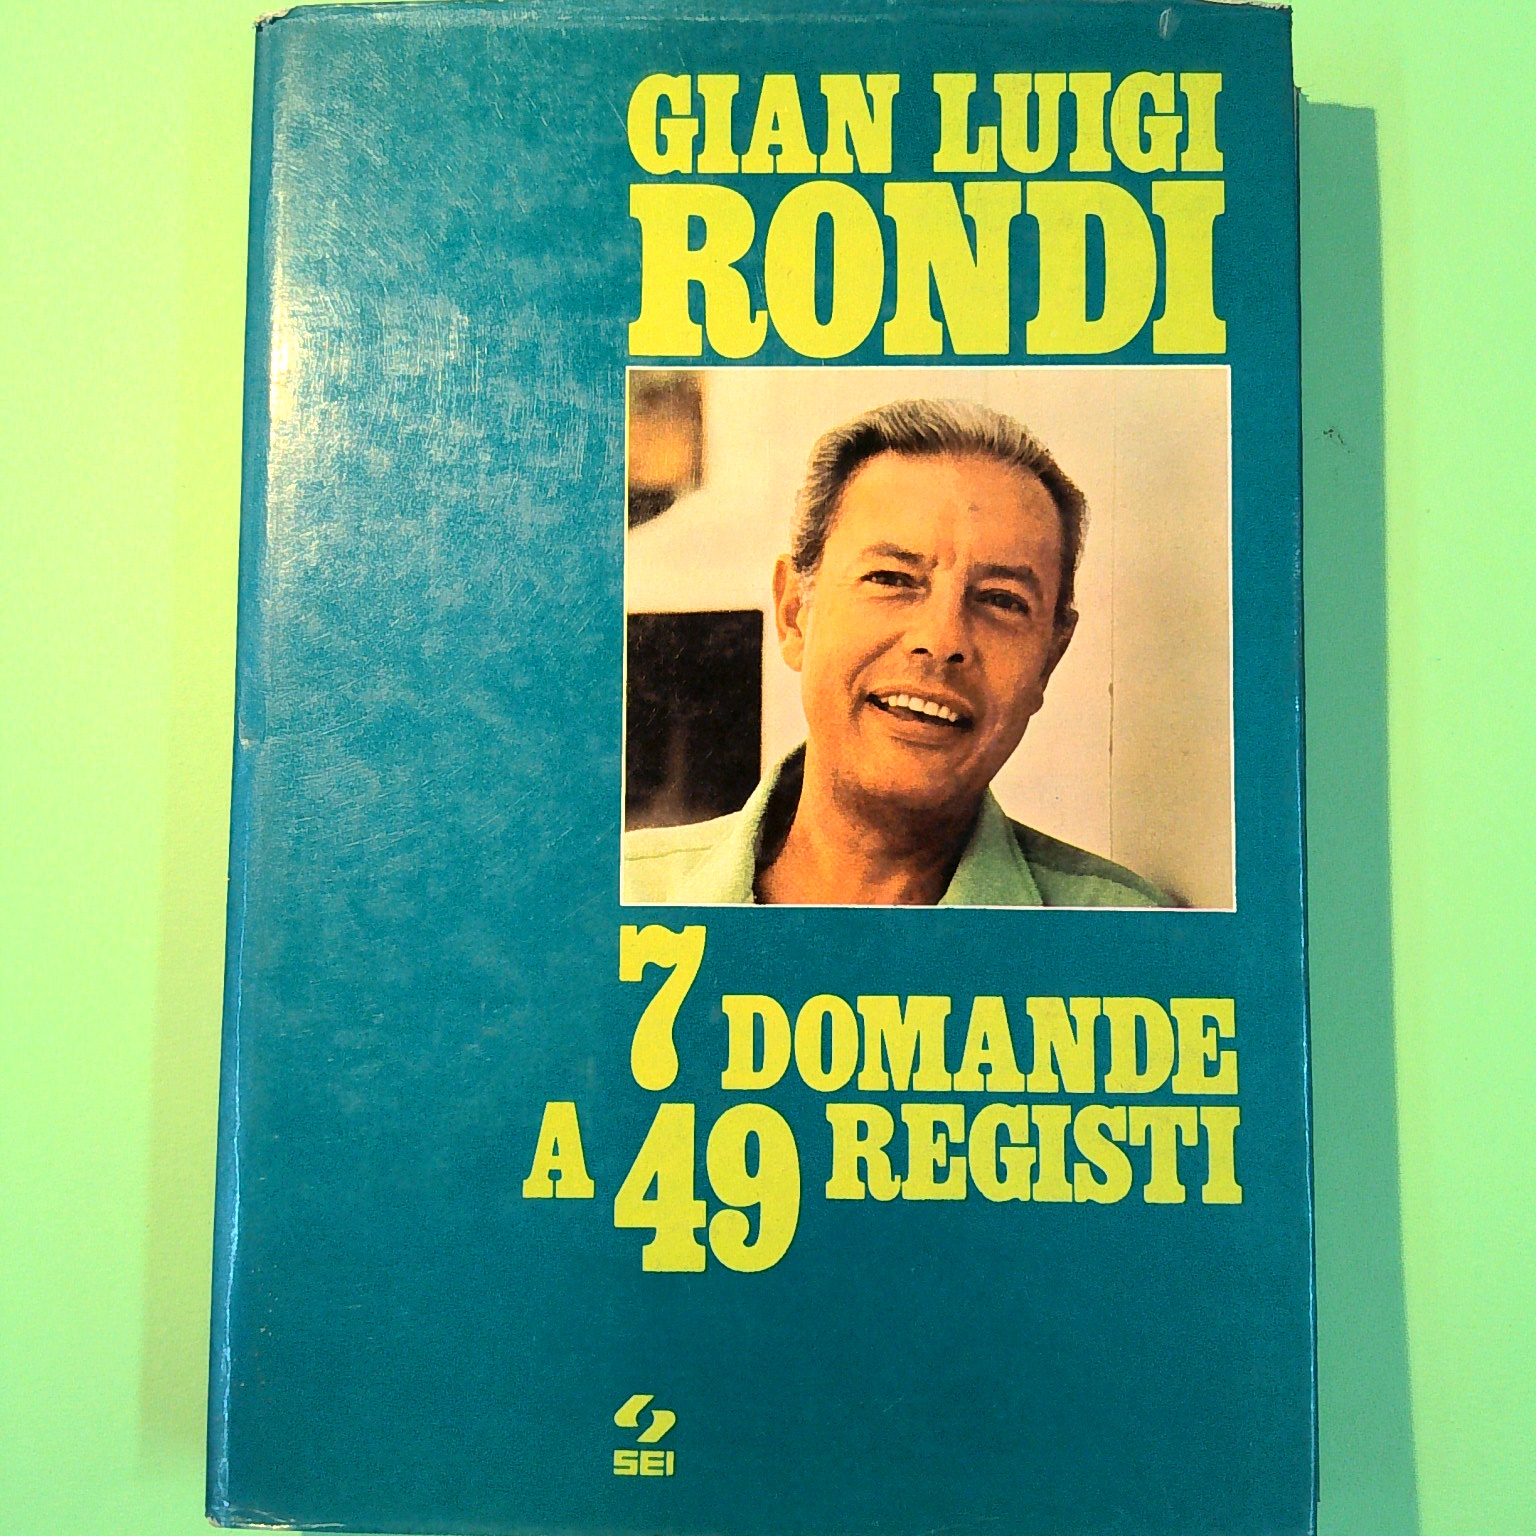 GIAN LUIGI
RONDI
7 DOMANDE
A 49 REGISTI
SEI